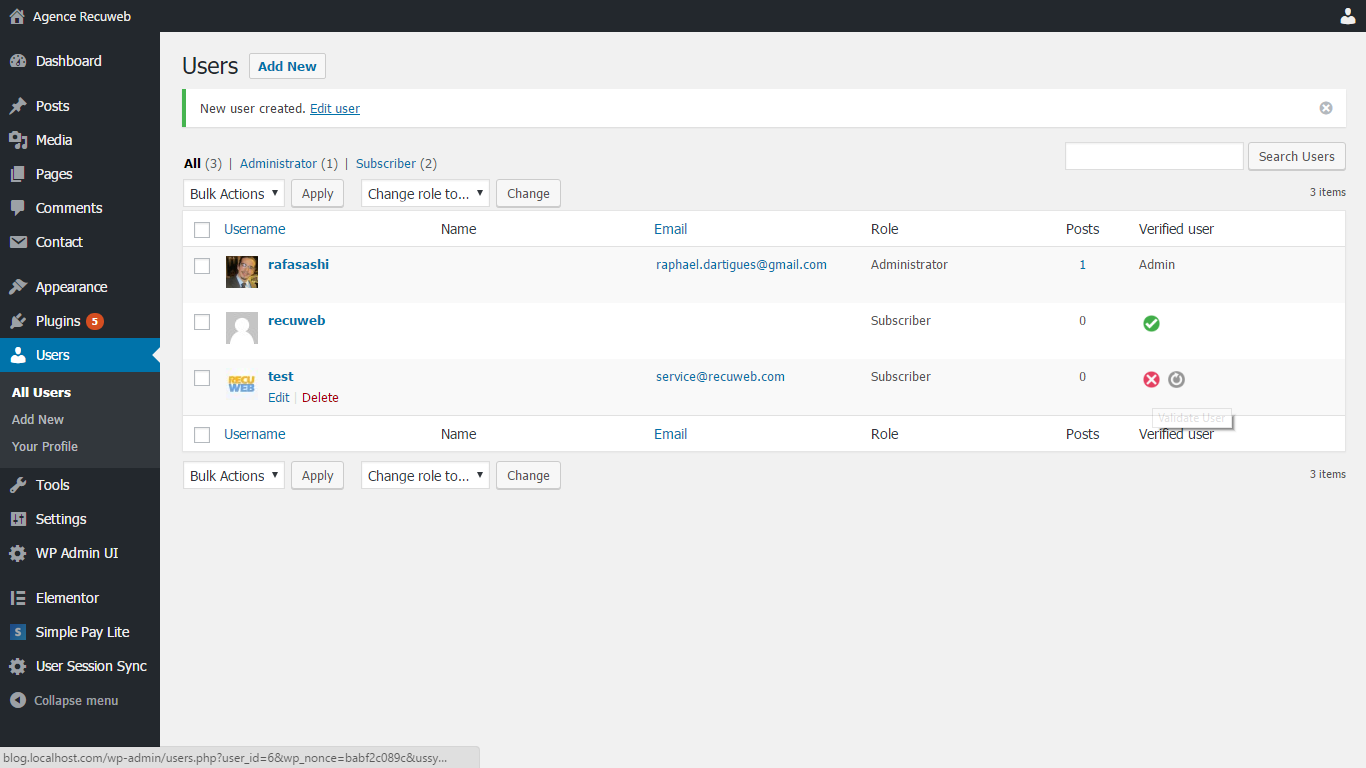 Agence Recuweb
Dashboard
Posts
Media
Pages
Comments
Contact
Appearance
Plugins 5
Users
All Users
Add New
Your Profile
Tools
Settings
WP Admin UI
Elementor
S Simple Pay Lite
User Session Sync
Collapse menu
Users Add New
New user created. Edit user
All (3) | Administrator (1) | Subscriber (2)
Search Users
Bulk Actions Apply Change role to... Change 3 items
Username Name Email Role Posts Verified user
rafasashi raphael.dartigues@gmail.com Administrator 1 Admin
recuweb Subscriber 0
RECU WEB test service@recuweb.com Subscriber 0
Edit | Delete
Validate User
Username Name Email Role Posts Verified user
Bulk Actions Apply Change role to... Change 3 items
blog.localhost.com/wp-admin/users.php?user_id=6&wp_nonce=babf2c089c&ussy...